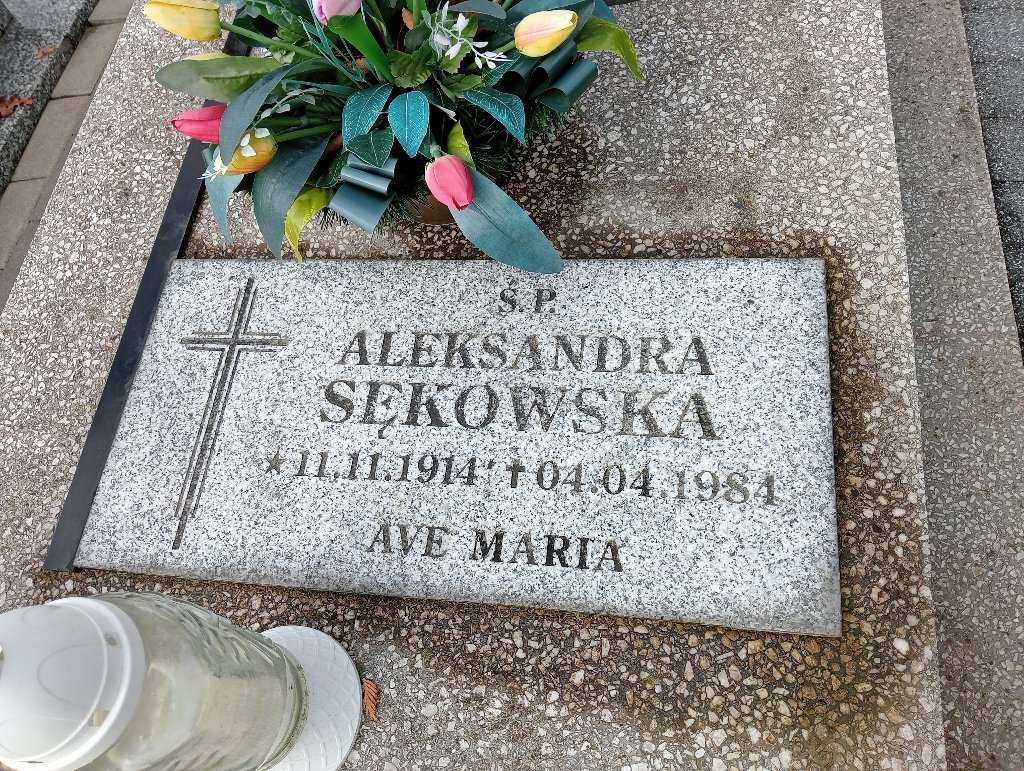 Ś.P.
ALEKSANDRA
SĘKOWSKA
★11.11.1914 ✝04.04.1984
AVE MARIA